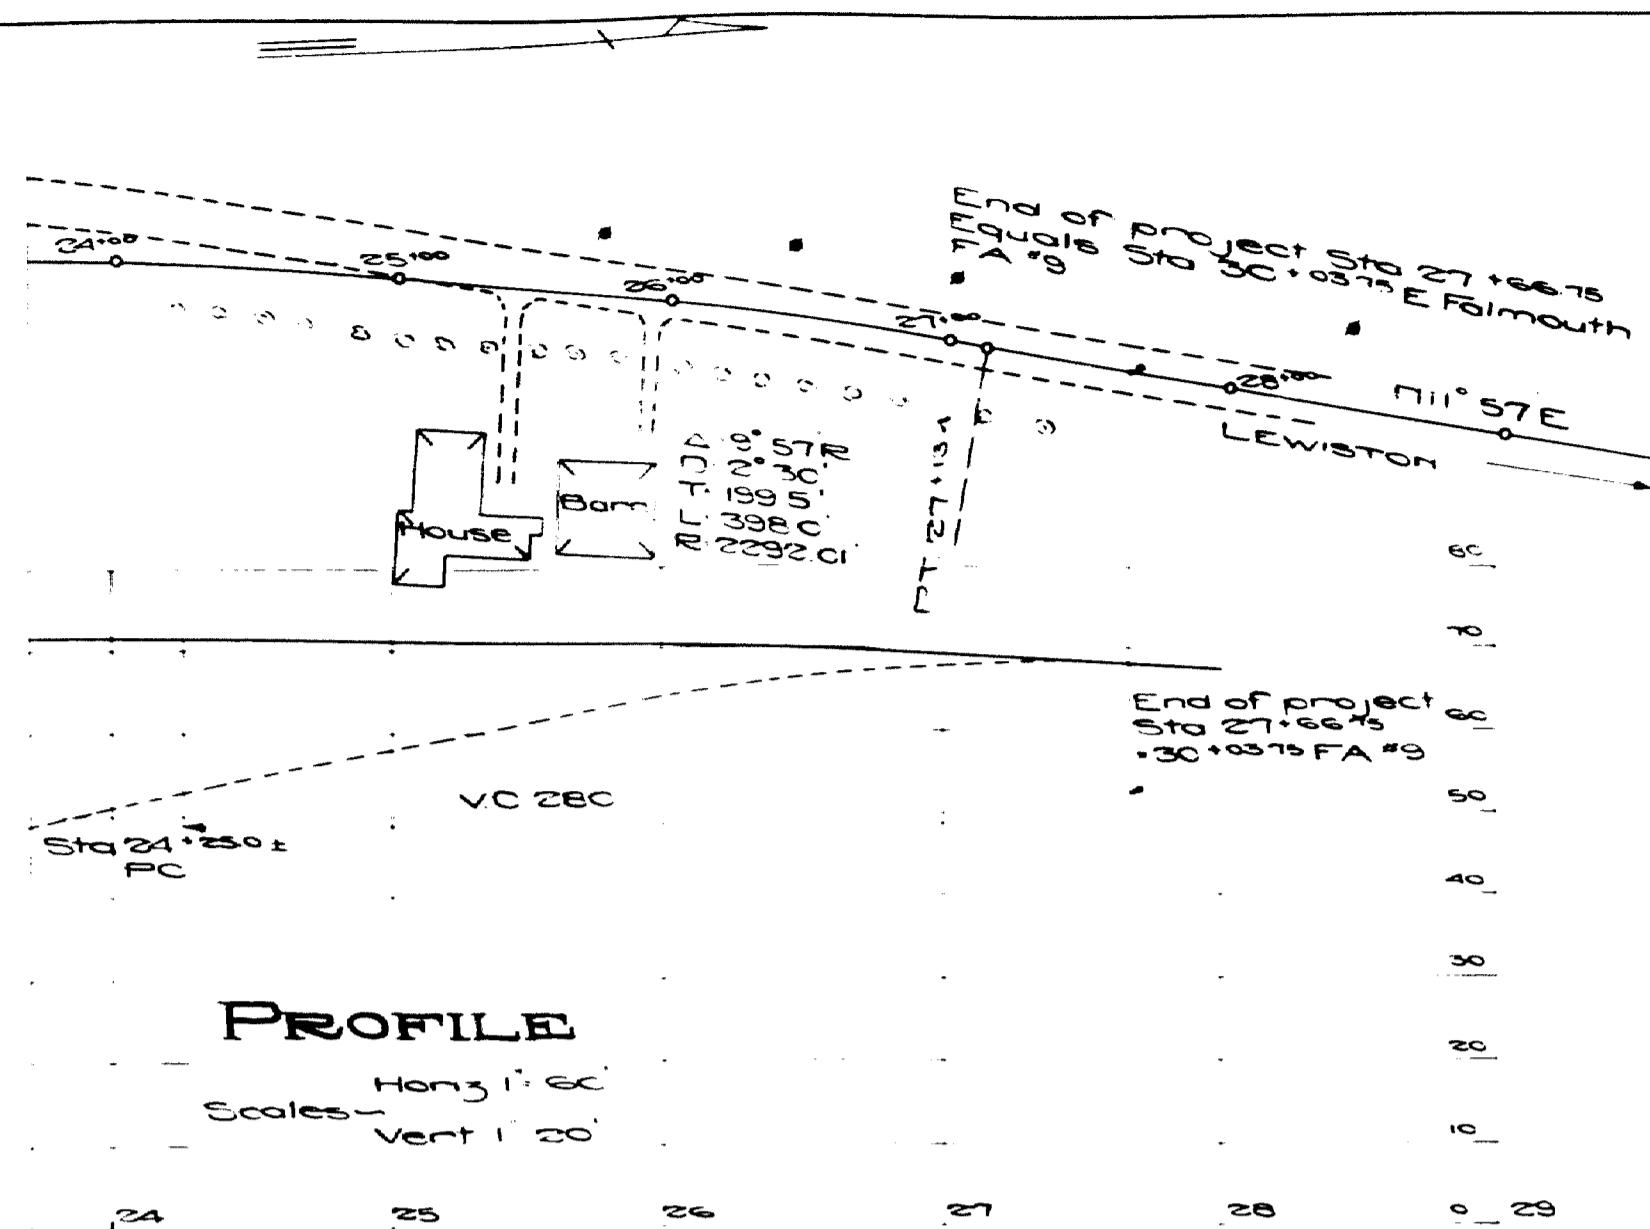 End of project Sta 27+66.75
Equals Sta 30+03.75 E Falmouth
FA #9
24+00
25+00
26+00
27+00
28+00
N11° 57 E
LEWISTON
Δ 9° 57 R
D. 2° 30'
T. 199 5'
L. 398 0'
R. 2292.01'
House
Barn
P T 27+13
80
70
60
50
40
30
20
10
0
End of project
Sta 27+66 75
=30+03 75 FA #9
V.C 280
Sta 24+25.0 ±
PC
PROFILE
Scales-
Horiz 1"= 60'
Vert 1" 20'
24 25 26 27 28 29